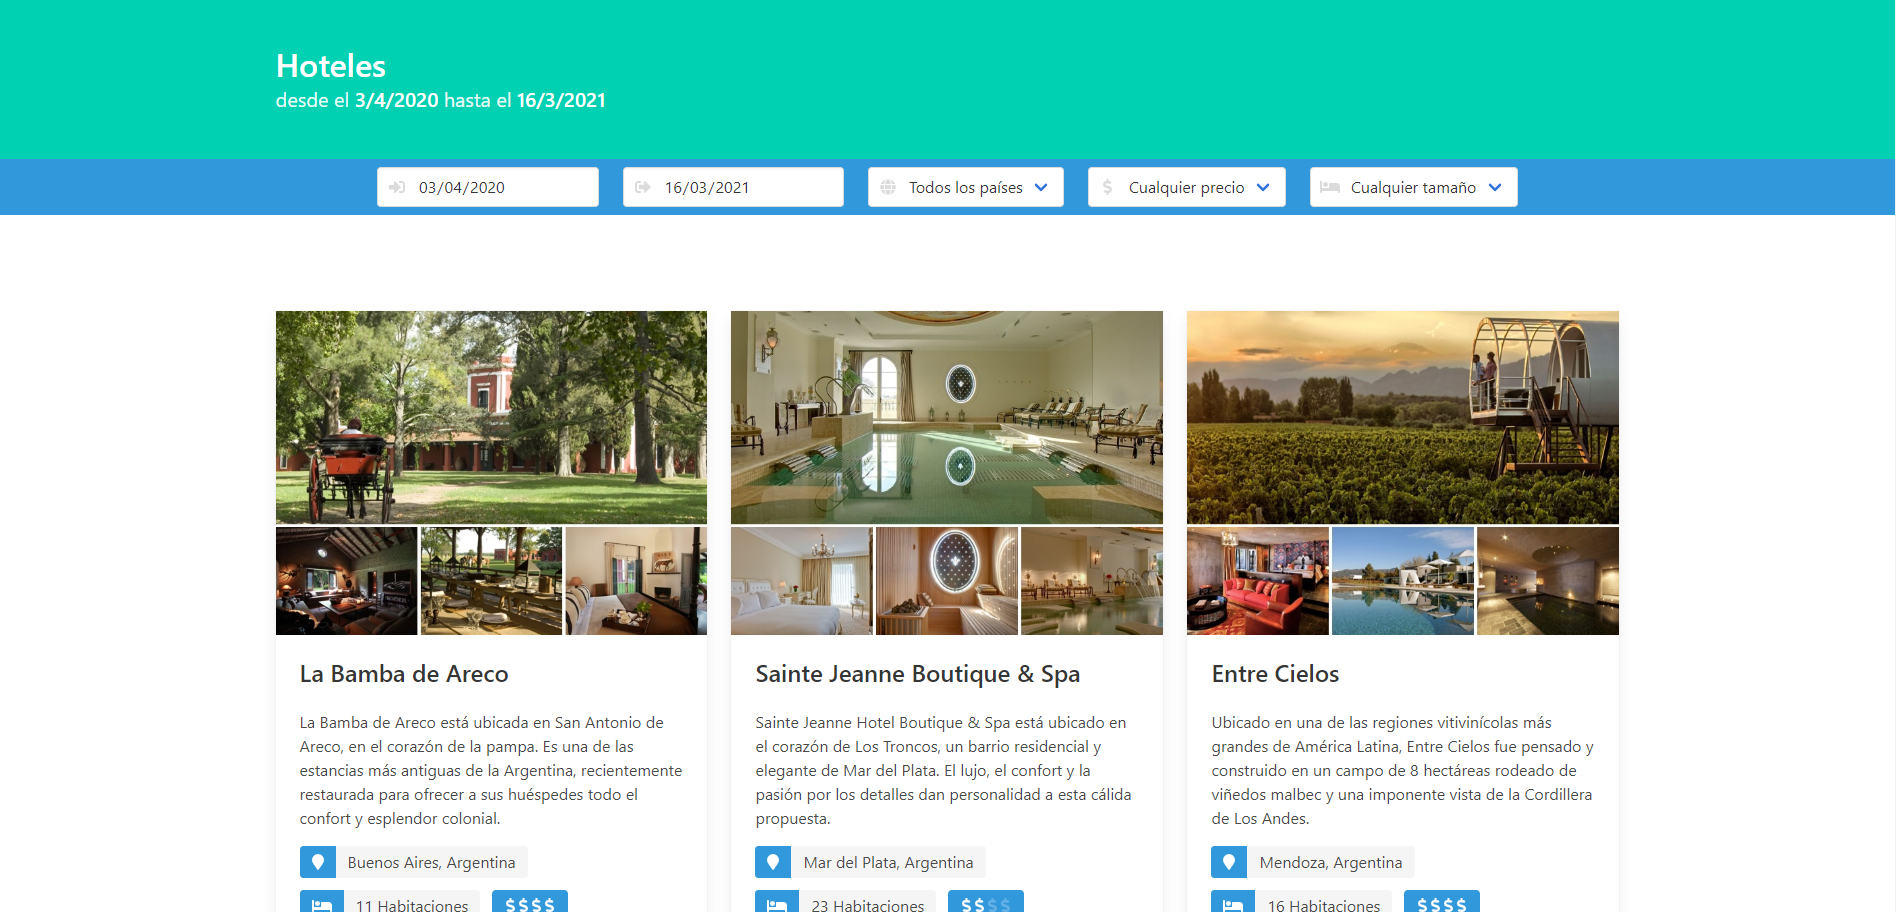 Hoteles
desde el 3/4/2020 hasta el 16/3/2021
03/04/2020
16/03/2021
Todos los países
$ Cualquier precio
Cualquier tamaño
La Bamba de Areco
La Bamba de Areco está ubicada en San Antonio de
Areco, en el corazón de la pampa. Es una de las
estancias más antiguas de la Argentina, recientemente
restaurada para ofrecer a sus huéspedes todo el
confort y esplendor colonial.
Buenos Aires, Argentina
11 Habitaciones
$$$$
Sainte Jeanne Boutique & Spa
Sainte Jeanne Hotel Boutique & Spa está ubicado en
el corazón de Los Troncos, un barrio residencial y
elegante de Mar del Plata. El lujo, el confort y la
pasión por los detalles dan personalidad a esta cálida
propuesta.
Mar del Plata, Argentina
23 Habitaciones
$$$$
Entre Cielos
Ubicado en una de las regiones vitivinícolas más
grandes de América Latina, Entre Cielos fue pensado y
construido en un campo de 8 hectáreas rodeado de
viñedos malbec y una imponente vista de la Cordillera
de Los Andes.
Mendoza, Argentina
16 Habitaciones
$$$$